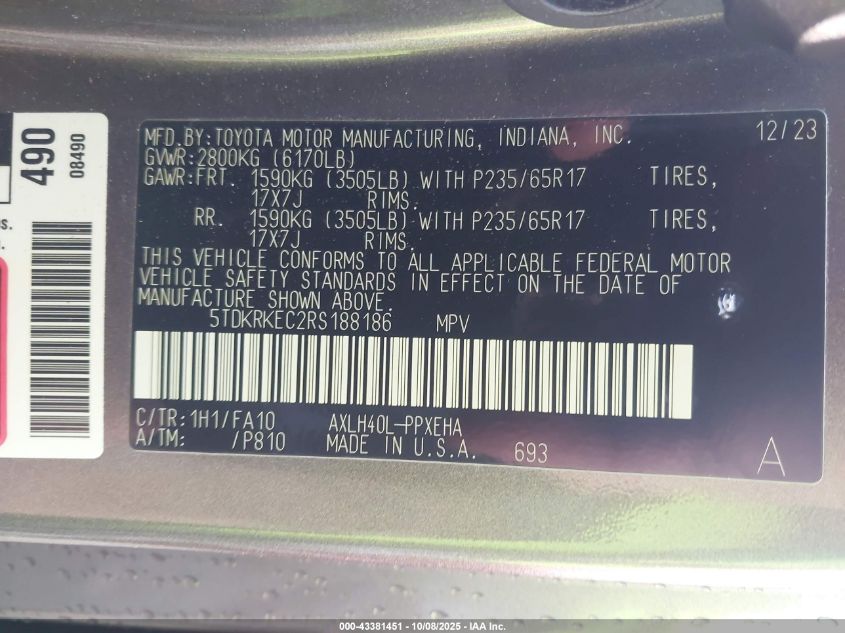 490
08490
s.
.
MFD.BY:TOYOTA MOTOR MANUFACTURING, INDIANA, INC. 12/23
GVWR:2800KG (6170LB)
GAWR:FRT. 1590KG (3505LB) WITH P235/65R17 TIRES,
17X7J RIMS.
RR. 1590KG (3505LB) WITH P235/65R17 TIRES,
17X7J RIMS.
THIS VEHICLE CONFORMS TO ALL APPLICABLE FEDERAL MOTOR
VEHICLE SAFETY STANDARDS IN EFFECT ON THE DATE OF
MANUFACTURE SHOWN ABOVE.
5TDKRKEC2RS188186 MPV
C/TR:1H1/FA10 AXLH40L-PPXEHA
A/TM: /P810 MADE IN U.S.A. 693
A
000-43381451 - 10/08/2025 - IAA Inc.